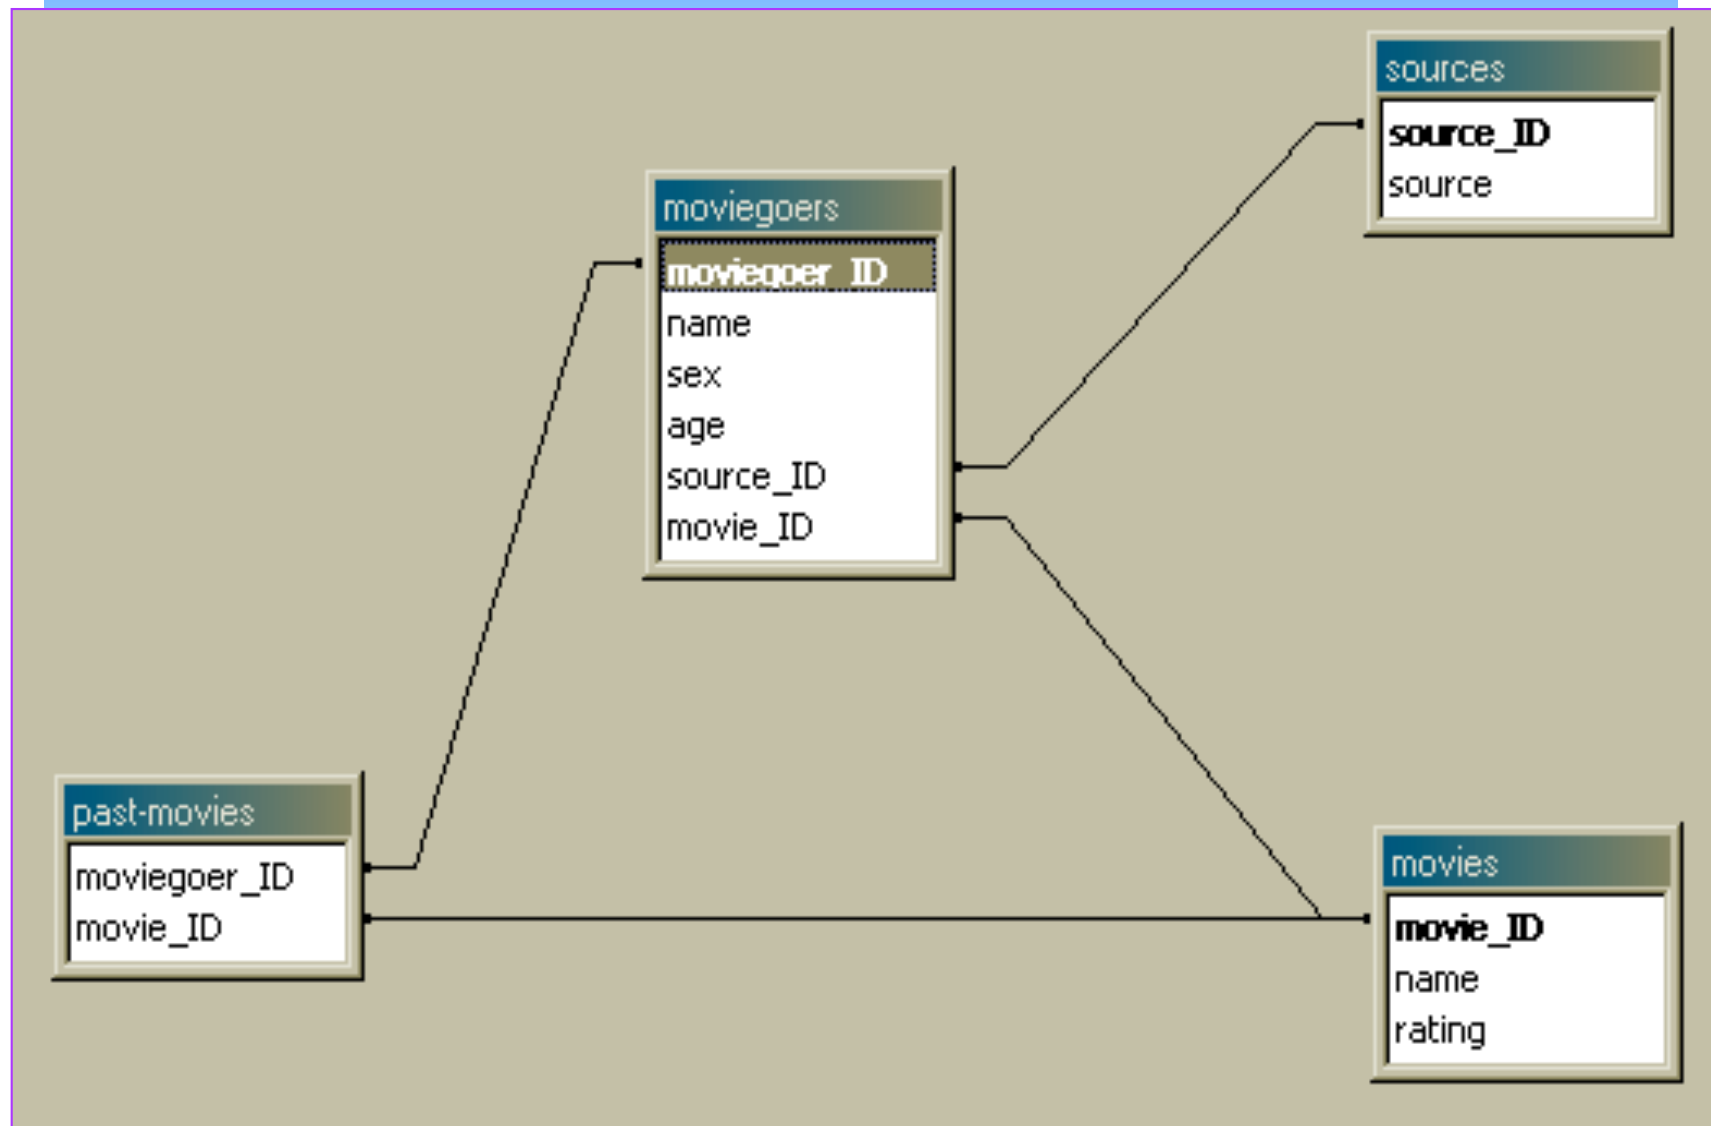 sources
source_ID
source
moviegoers
moviegoer_ID
name
sex
age
source_ID
movie_ID
past-movies
moviegoer_ID
movie_ID
movies
movie_ID
name
rating